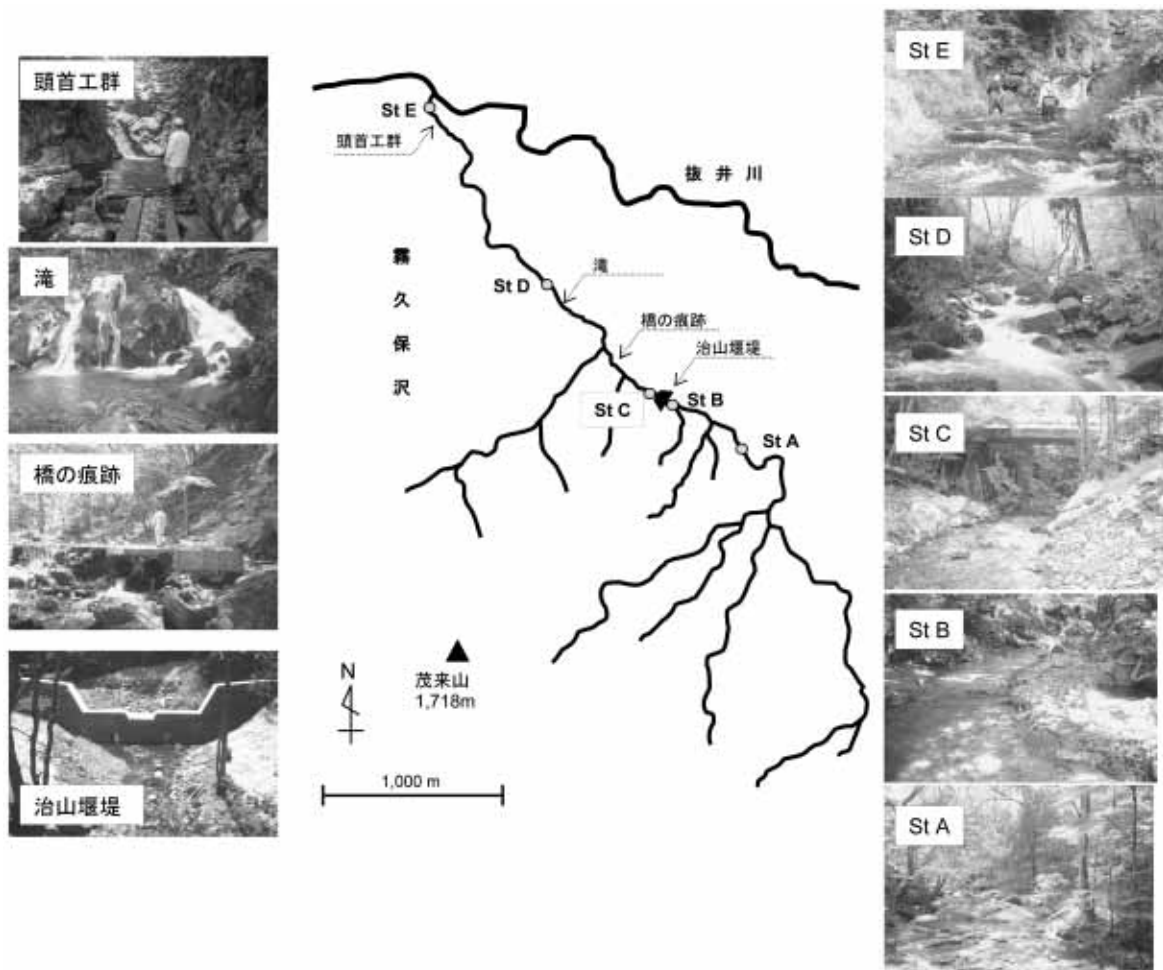 頭首工群
滝
橋の痕跡
治山堰堤
St E
頭首工群
抜 井 川
霧
久
保
沢
St D
滝
橋の痕跡
治山堰堤
St C
St B
St A
茂来山
1,718m
N
1,000 m
St E
St D
St C
St B
St A